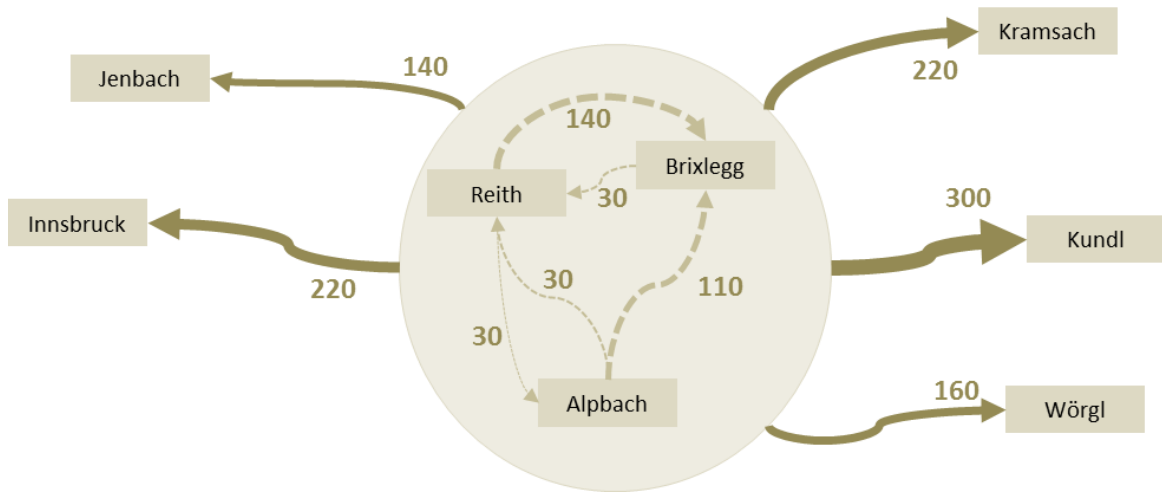 Kramsach
220
Jenbach
140
140
Brixlegg
Reith
30
Innsbruck
220
300
Kundl
30
110
30
Alpbach
160
Wörgl